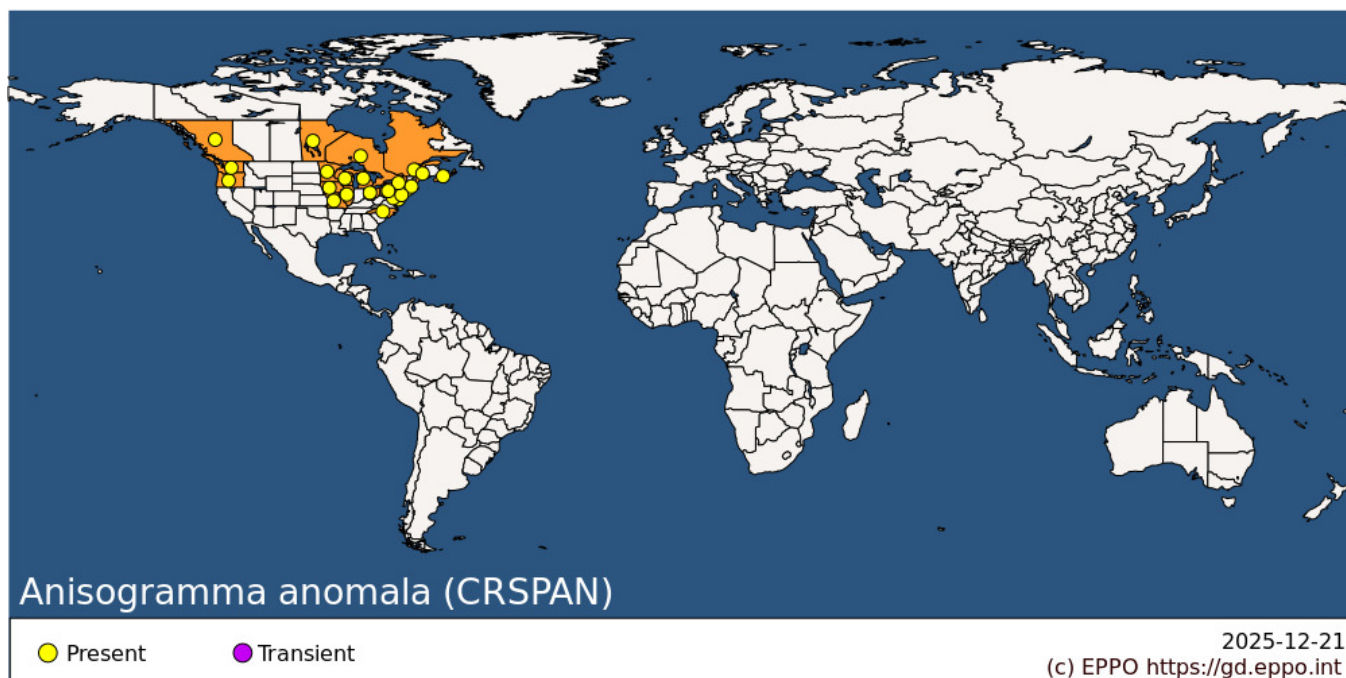 Anisogramma anomala (CRSPAN)
Present
Transient
2025-12-21
(c) EPPO https://gd.eppo.int